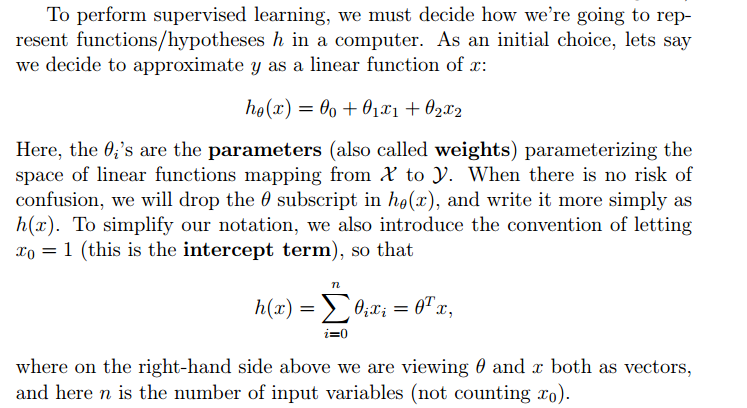 To perform supervised learning, we must decide how we're going to rep-
resent functions/hypotheses h in a computer. As an initial choice, lets say
we decide to approximate y as a linear function of x:
hθ(x) = θ0 + θ1x1 + θ2x2
Here, the θi's are the parameters (also called weights) parameterizing the
space of linear functions mapping from 𝒳 to 𝒴. When there is no risk of
confusion, we will drop the θ subscript in hθ(x), and write it more simply as
h(x). To simplify our notation, we also introduce the convention of letting
x0 = 1 (this is the intercept term), so that
h(x) = ∑_{i=0}^{n} θixi = θ^T x,
where on the right-hand side above we are viewing θ and x both as vectors,
and here n is the number of input variables (not counting x0).